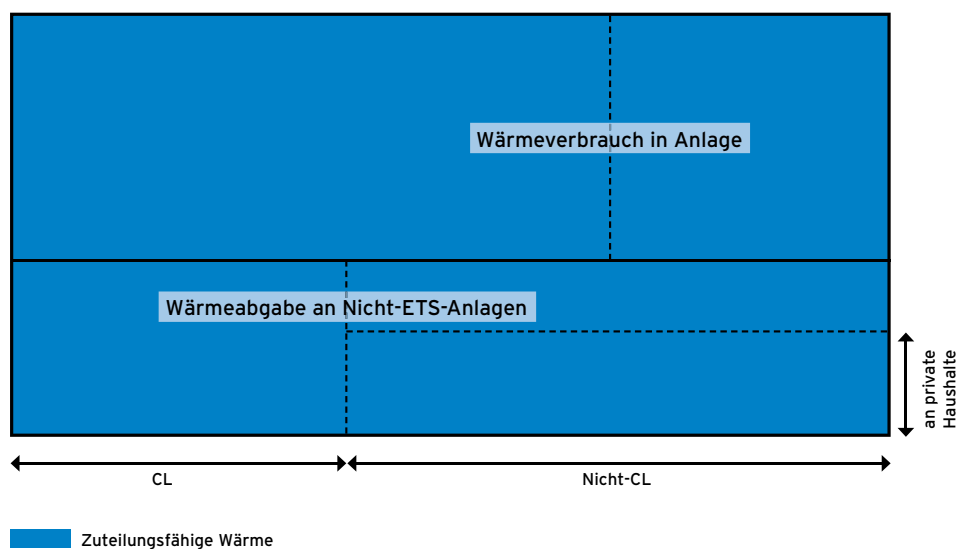 Wärmeverbrauch in Anlage
Wärmeabgabe an Nicht-ETS-Anlagen
an private
Haushalte
CL
Nicht-CL
Zuteilungsfähige Wärme